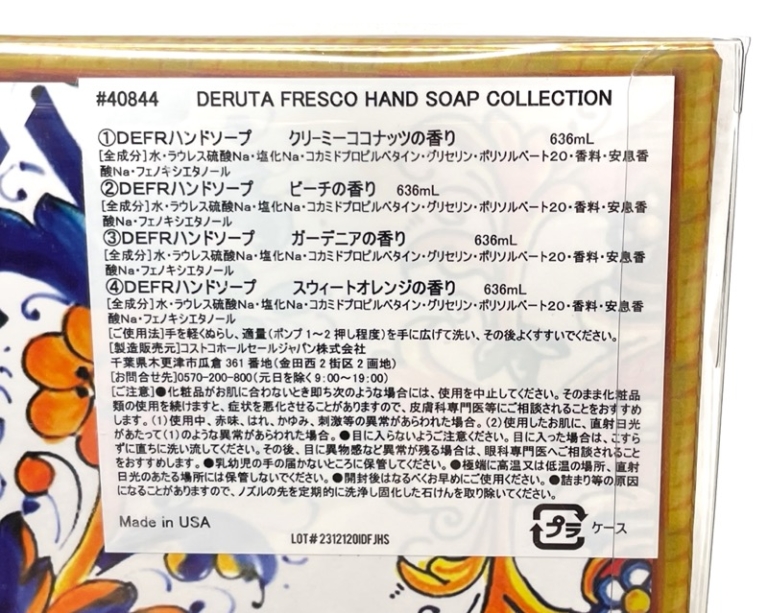 #40844 DERUTA FRESCO HAND SOAP COLLECTION
①DEFRハンドソープ クリーミーココナッツの香り 636mL
[全成分]水・ラウレス硫酸Na・塩化Na・コカミドプロピルベタイン・グリセリン・ポリソルベート20・香料・安息香
酸Na・フェノキシエタノール
②DEFRハンドソープ ピーチの香り 636mL
[全成分]水・ラウレス硫酸Na・塩化Na・コカミドプロピルベタイン・グリセリン・ポリソルベート20・香料・安息香
酸Na・フェノキシエタノール
③DEFRハンドソープ ガーデニアの香り 636mL
[全成分]水・ラウレス硫酸Na・塩化Na・コカミドプロピルベタイン・グリセリン・ポリソルベート20・香料・安息香
酸Na・フェノキシエタノール
④DEFRハンドソープ スウィートオレンジの香り 636mL
[全成分]水・ラウレス硫酸Na・塩化Na・コカミドプロピルベタイン・グリセリン・ポリソルベート20・香料・安息香
酸Na・フェノキシエタノール
[ご使用法]手を軽くぬらし、適量(ポンプ1~2押し程度)を手に広げて洗い、その後よくすすいでください。
[製造販売元]コストコホールセールジャパン株式会社
千葉県木更津市瓜倉361番地(金田西2街区2画地)
[お問合せ先]0570-200-800(元日を除く9:00~19:00)
[ご注意]●化粧品がお肌に合わないとき即ち次のような場合には、使用を中止してください。そのまま化粧品
類の使用を続けますと、症状を悪化させることがありますので、皮膚科専門医等にご相談されることをおすすめ
します。(1)使用中、赤味、はれ、かゆみ、刺激等の異常があらわれた場合。(2)使用したお肌に、直射日光
があたって(1)のような異常があらわれた場合。●目に入らないようご注意ください。目に入った場合は、こすら
ずに直ちに洗い流してください。その後、目に異物感など異常が残る場合は、眼科専門医へご相談されること
をおすすめします。●乳幼児の手の届かないところに保管してください。●極端に高温又は低温の場所、直射
日光のあたる場所には保管しないでください。●開封後はなるべくお早めにご使用ください。●詰まり等の原因
になることがありますので、ノズルの先を定期的に洗浄し固化した石けんを取り除いてください。
Made in USA
プラ ケース
LOT# 2312120IDFJHS